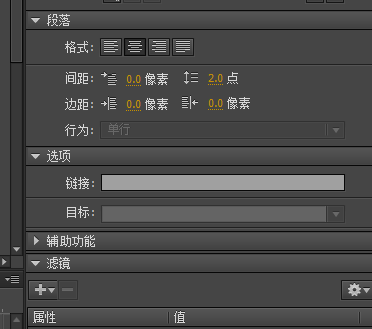 段落
格式:
间距: 0.0 像素 2.0 点
边距: 0.0 像素 0.0 像素
行为: 单行
选项
链接:
目标:
辅助功能
滤镜
属性 值